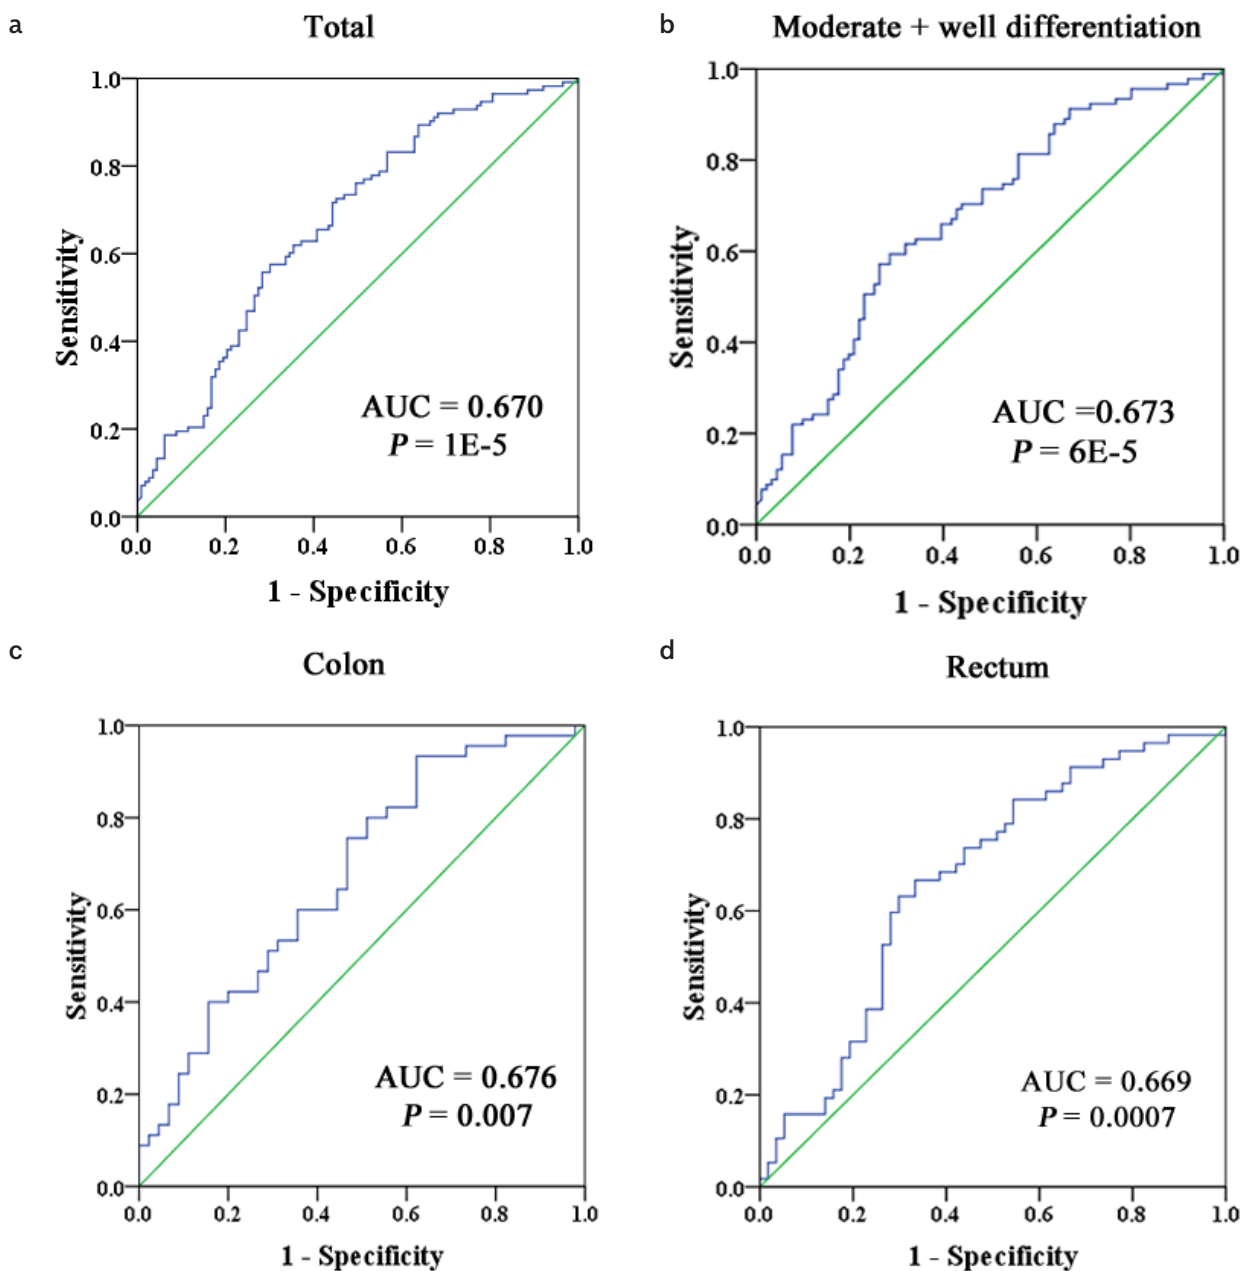 a
Total
1.0
0.8
0.6
0.4
0.2
0.0
Sensitivity
AUC = 0.670
P = 1E-5
0.0 0.2 0.4 0.6 0.8 1.0
1 - Specificity
b
Moderate + well differentiation
1.0
0.8
0.6
0.4
0.2
0.0
Sensitivity
AUC =0.673
P = 6E-5
0.0 0.2 0.4 0.6 0.8 1.0
1 - Specificity
c
Colon
1.0
0.8
0.6
0.4
0.2
0.0
Sensitivity
AUC = 0.676
P = 0.007
0.0 0.2 0.4 0.6 0.8 1.0
1 - Specificity
d
Rectum
1.0
0.8
0.6
0.4
0.2
0.0
Sensitivity
AUC = 0.669
P = 0.0007
0.0 0.2 0.4 0.6 0.8 1.0
1 - Specificity